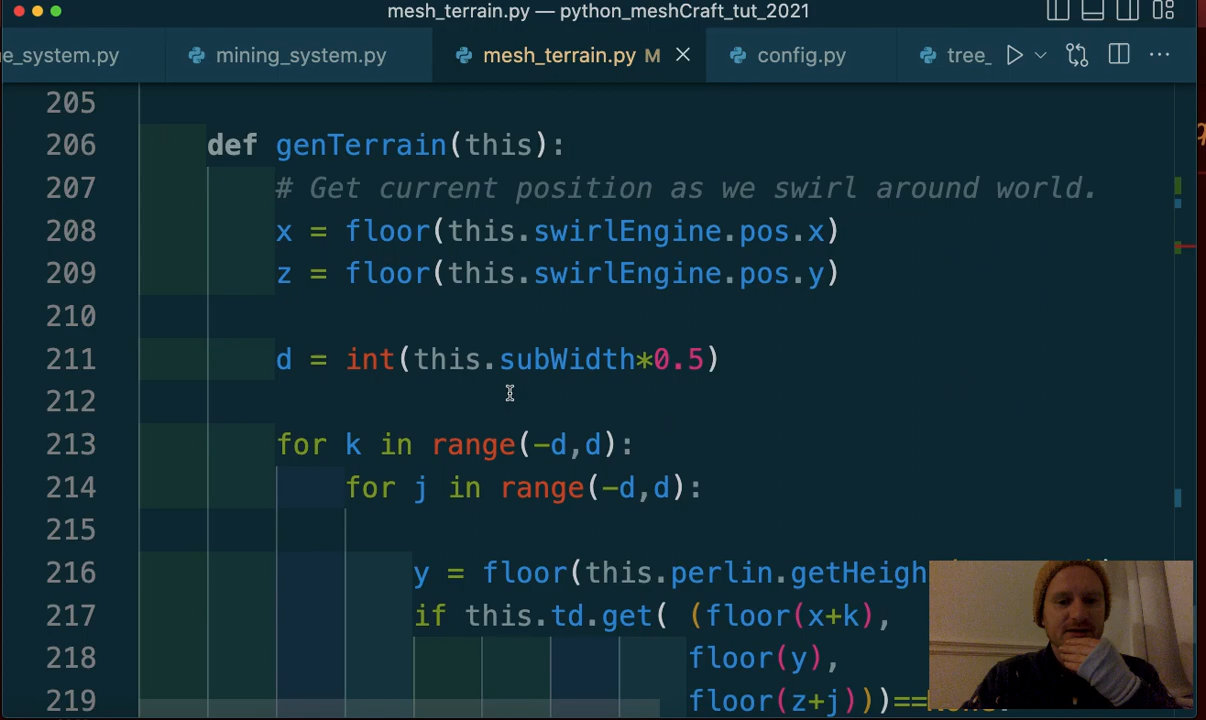 mesh_terrain.py — python_meshCraft_tut_2021
e_system.py mining_system.py mesh_terrain.py M config.py tree_
205
206 def genTerrain(this):
207 # Get current position as we swirl around world.
208 x = floor(this.swirlEngine.pos.x)
209 z = floor(this.swirlEngine.pos.y)
210
211 d = int(this.subWidth*0.5)
212
213 for k in range(-d,d):
214 for j in range(-d,d):
215
216 y = floor(this.perlin.getHeigh
217 if this.td.get( (floor(x+k),
218 floor(y),
219 floor(z+j)))==None: